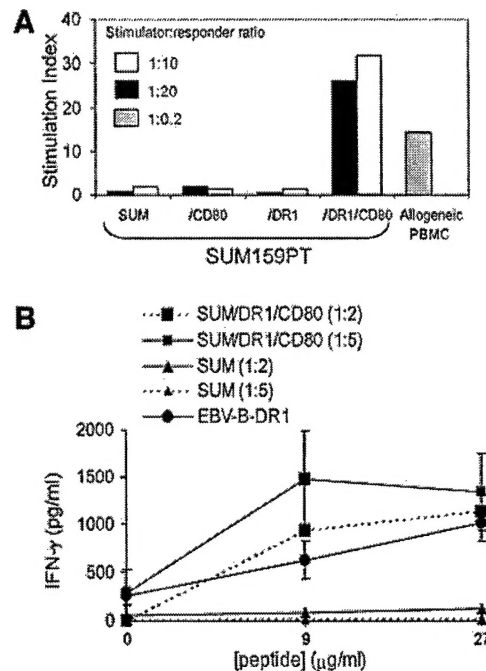 A
Stimulator:responder ratio
1:10
1:20
1:0.2
Stimulation Index
40
30
20
10
0
SUM
/CD80
/DR1
/DR1/CD80
Allogeneic
PBMC
SUM159PT
B
SUM/DR1/CD80 (1:2)
SUM/DR1/CD80 (1:5)
SUM (1:2)
SUM (1:5)
EBV-B-DR1
IFN-γ (pg/ml)
2000
1500
1000
500
0
0
9
27
[peptide] (μg/ml)